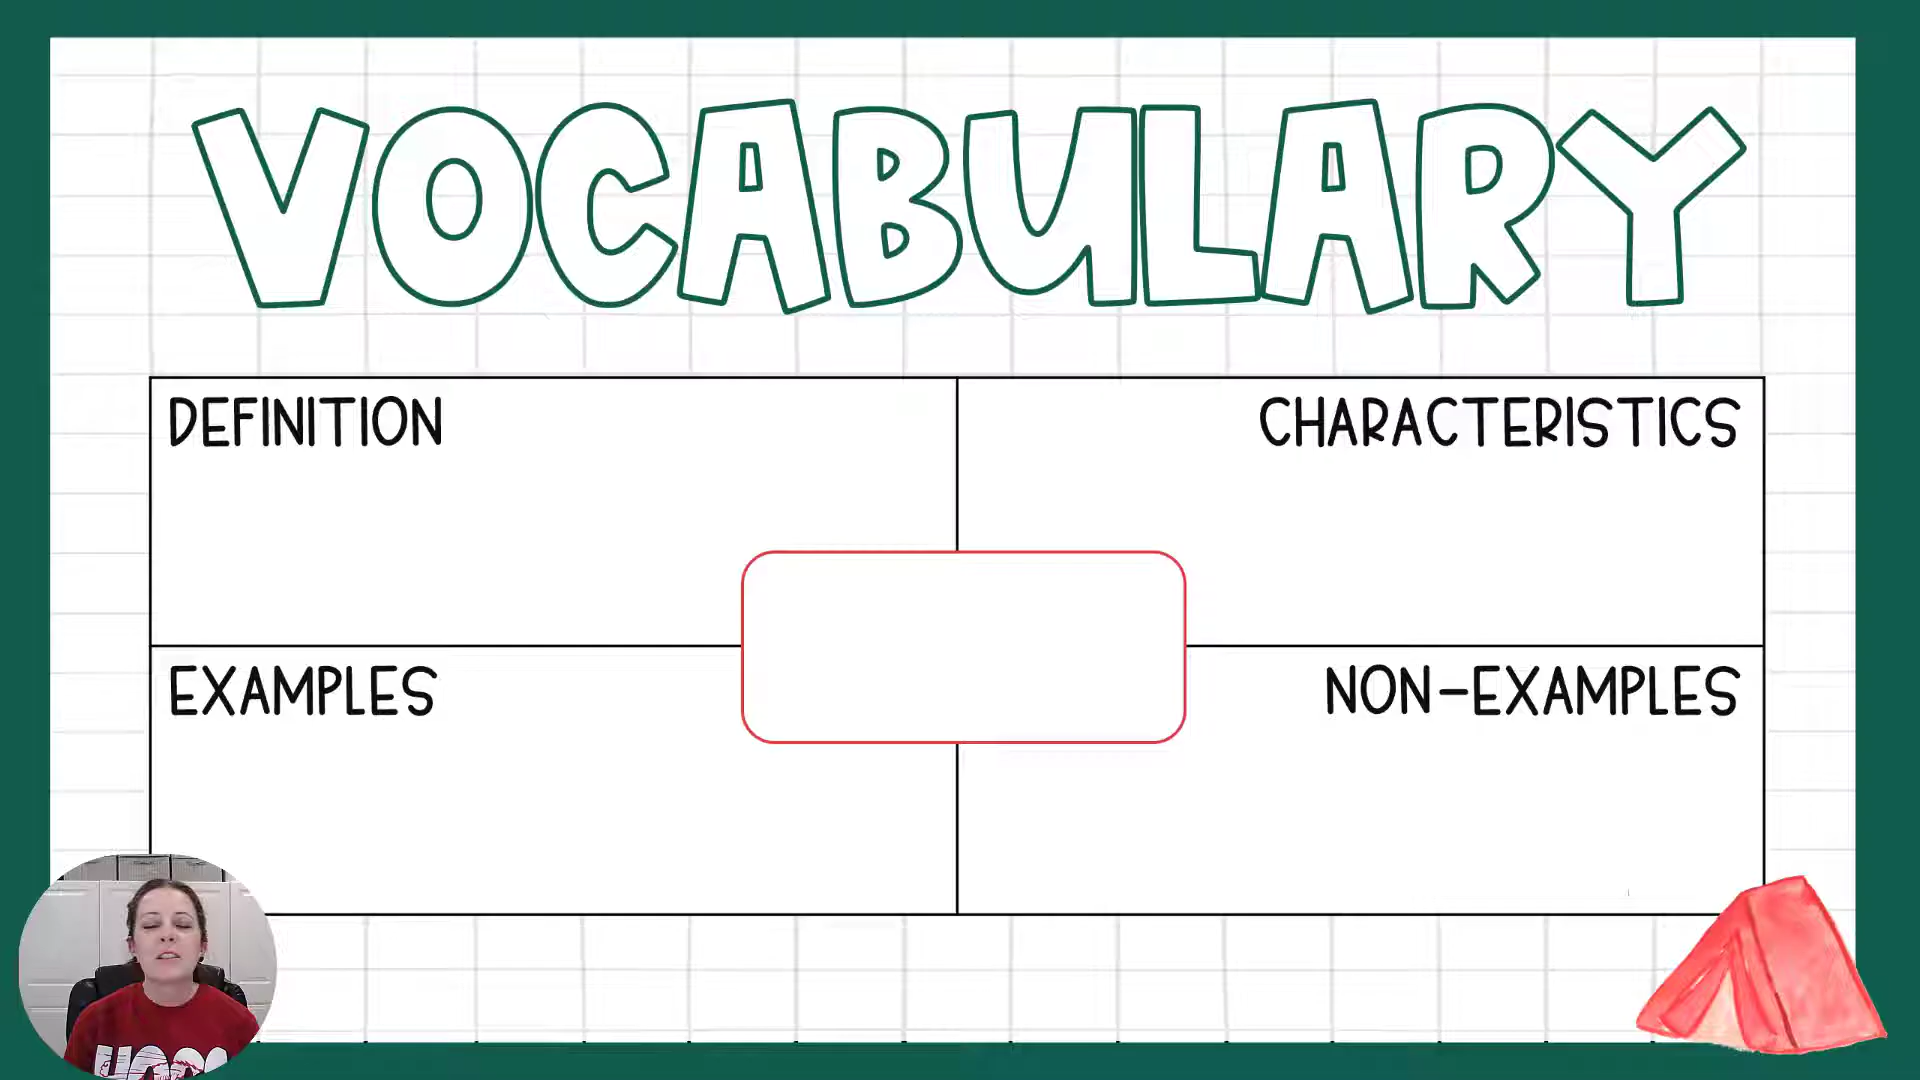 VOCABULARY
DEFINITION
CHARACTERISTICS
EXAMPLES
NON-EXAMPLES